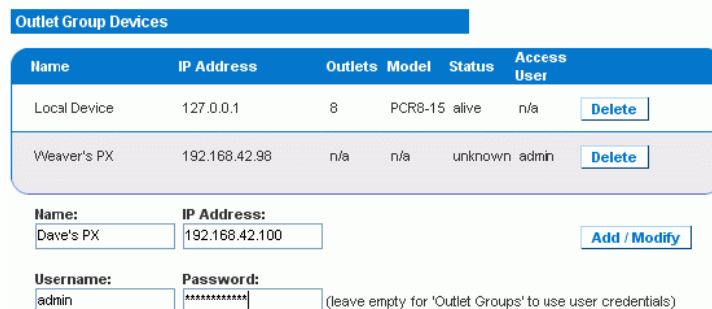 Outlet Group Devices
Name IP Address Outlets Model Status Access User
Local Device 127.0.0.1 8 PCR8-15 alive n/a Delete
Weaver's PX 192.168.42.98 n/a n/a unknown admin Delete
Name: IP Address:
Dave's PX 192.168.42.100 Add / Modify
Username: Password:
admin ************ (leave empty for 'Outlet Groups' to use user credentials)